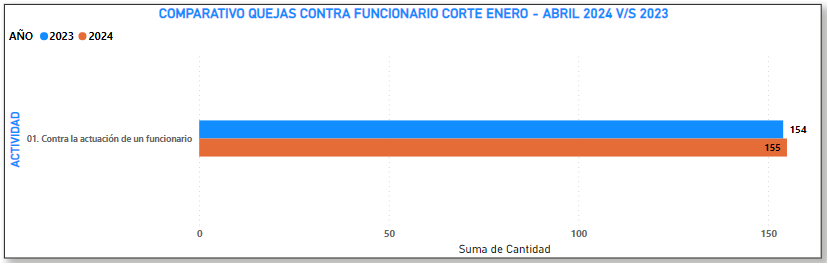 COMPARATIVO QUEJAS CONTRA FUNCIONARIO CORTE ENERO - ABRIL 2024 V/S 2023
AÑO 2023 2024
ACTIVIDAD
01. Contra la actuación de un funcionario
154
155
0 50 100 150
Suma de Cantidad